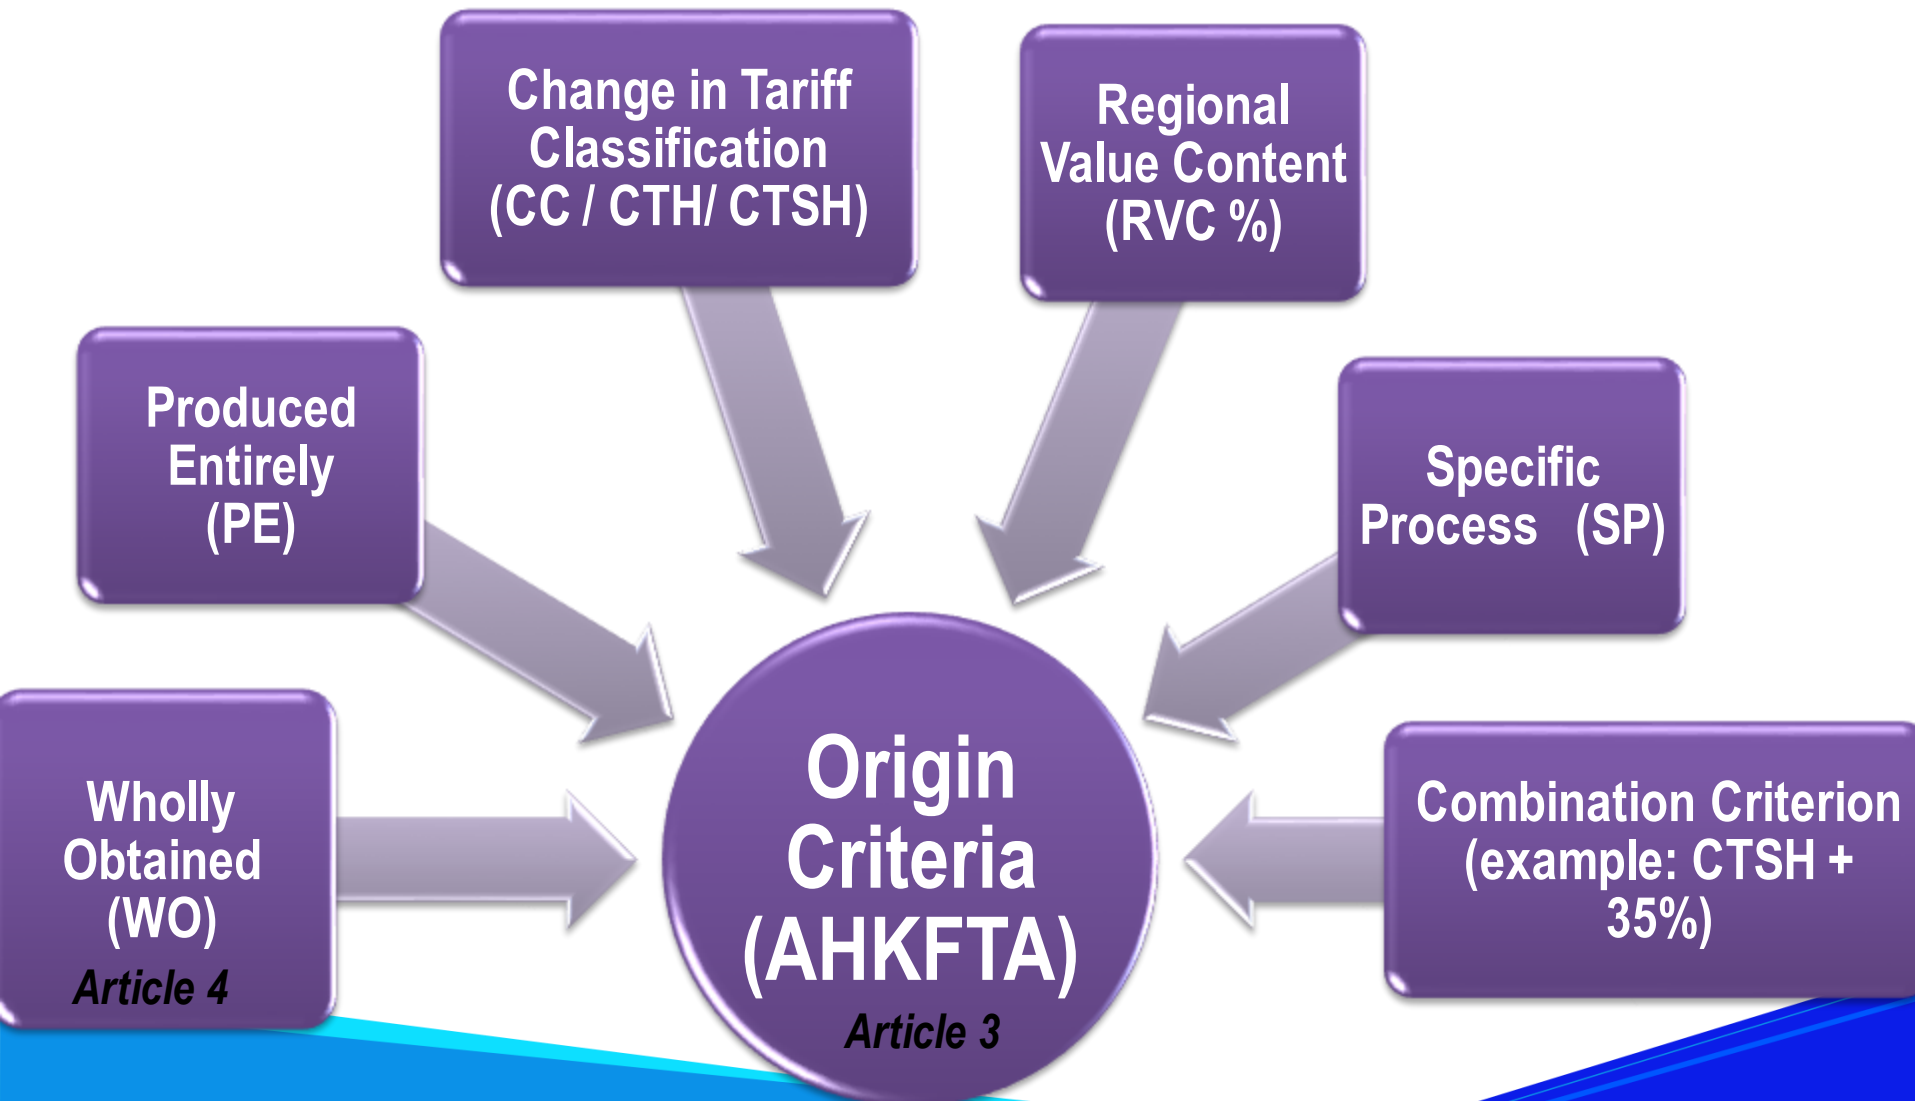 Change in Tariff
Classification
(CC / CTH/ CTSH)
Regional
Value Content
(RVC %)
Produced
Entirely
(PE)
Specific
Process (SP)
Wholly
Obtained
(WO)
Article 4
Origin
Criteria
(AHKFTA)
Article 3
Combination Criterion
(example: CTSH +
35%)